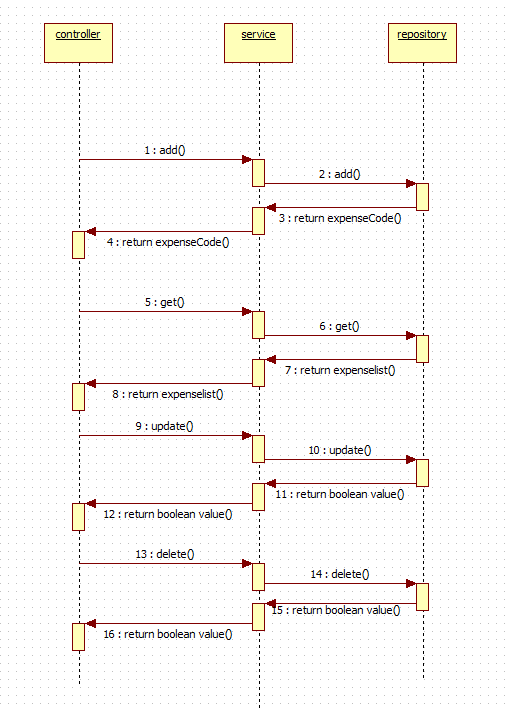 controller
service
repository
1 : add()
2 : add()
3 : return expenseCode()
4 : return expenseCode()
5 : get()
6 : get()
7 : return expenselist()
8 : return expenselist()
9 : update()
10 : update()
11 : return boolean value()
12 : return boolean value()
13 : delete()
14 : delete()
15 : return boolean value()
16 : return boolean value()